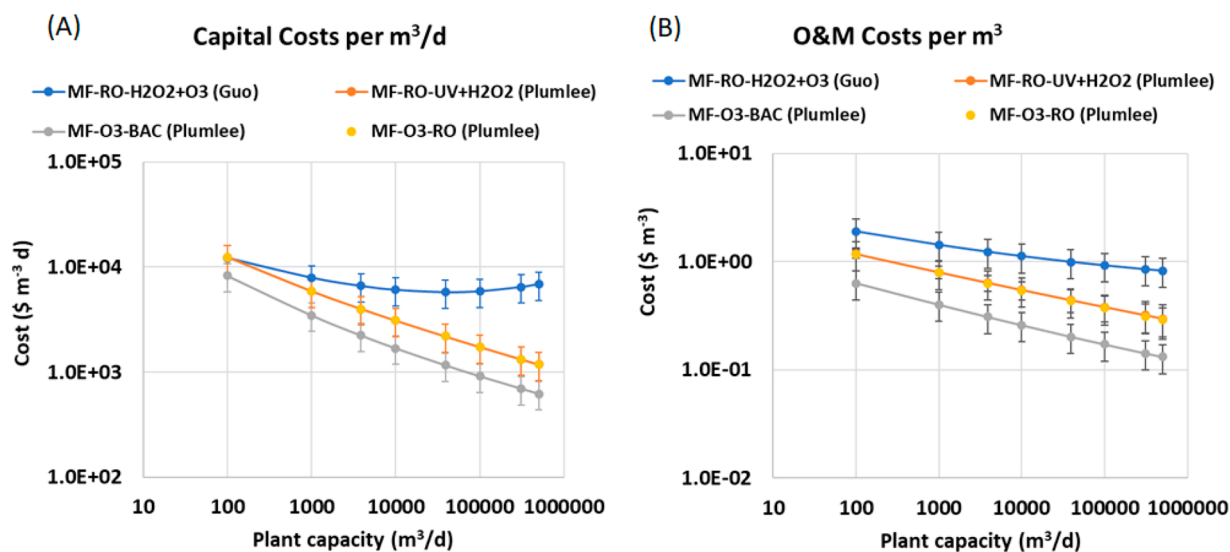 (A)
Capital Costs per m³/d
MF-RO-H2O2+O3 (Guo)
MF-RO-UV+H2O2 (Plumlee)
MF-O3-BAC (Plumlee)
MF-O3-RO (Plumlee)
1.0E+05
1.0E+04
1.0E+03
1.0E+02
Cost ($ m⁻³ d)
10 100 1000 10000 100000 1000000
Plant capacity (m³/d)
(B)
O&M Costs per m³
MF-RO-H2O2+O3 (Guo)
MF-RO-UV+H2O2 (Plumlee)
MF-O3-BAC (Plumlee)
MF-O3-RO (Plumlee)
1.0E+01
1.0E+00
1.0E-01
1.0E-02
Cost ($ m⁻³)
10 100 1000 10000 100000 1000000
Plant capacity (m³/d)